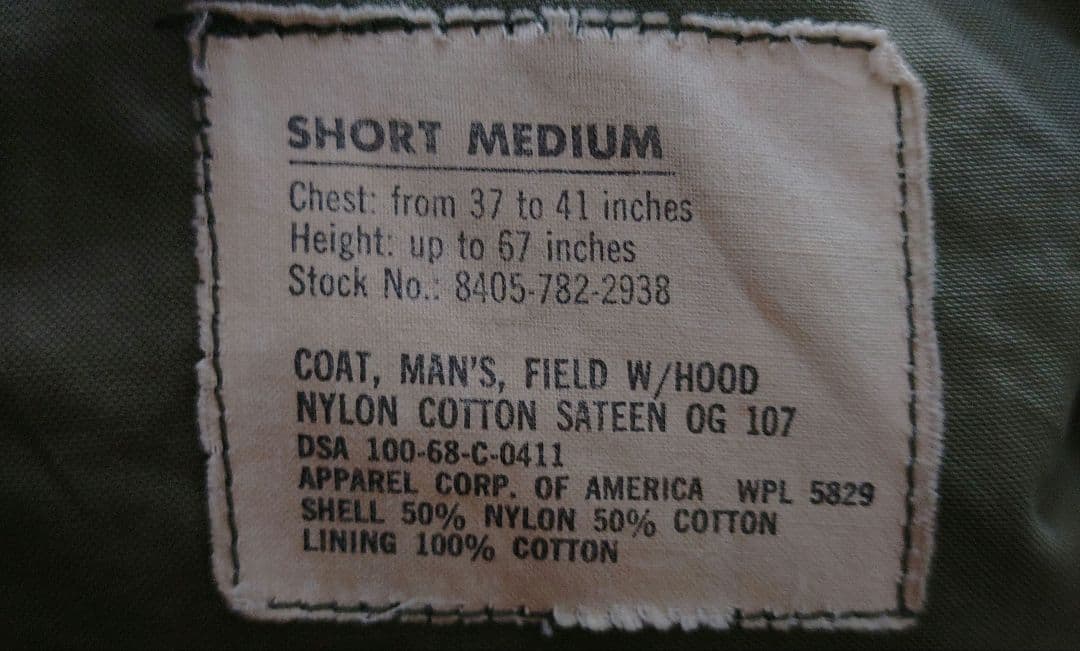 SHORT MEDIUM
Chest: from 37 to 41 inches
Height: up to 67 inches
Stock No.: 8405-782-2938
COAT, MAN'S, FIELD W/HOOD
NYLON COTTON SATEEN OG 107
DSA 100-68-C-0411
APPAREL CORP. OF AMERICA WPL 5829
SHELL 50% NYLON 50% COTTON
LINING 100% COTTON